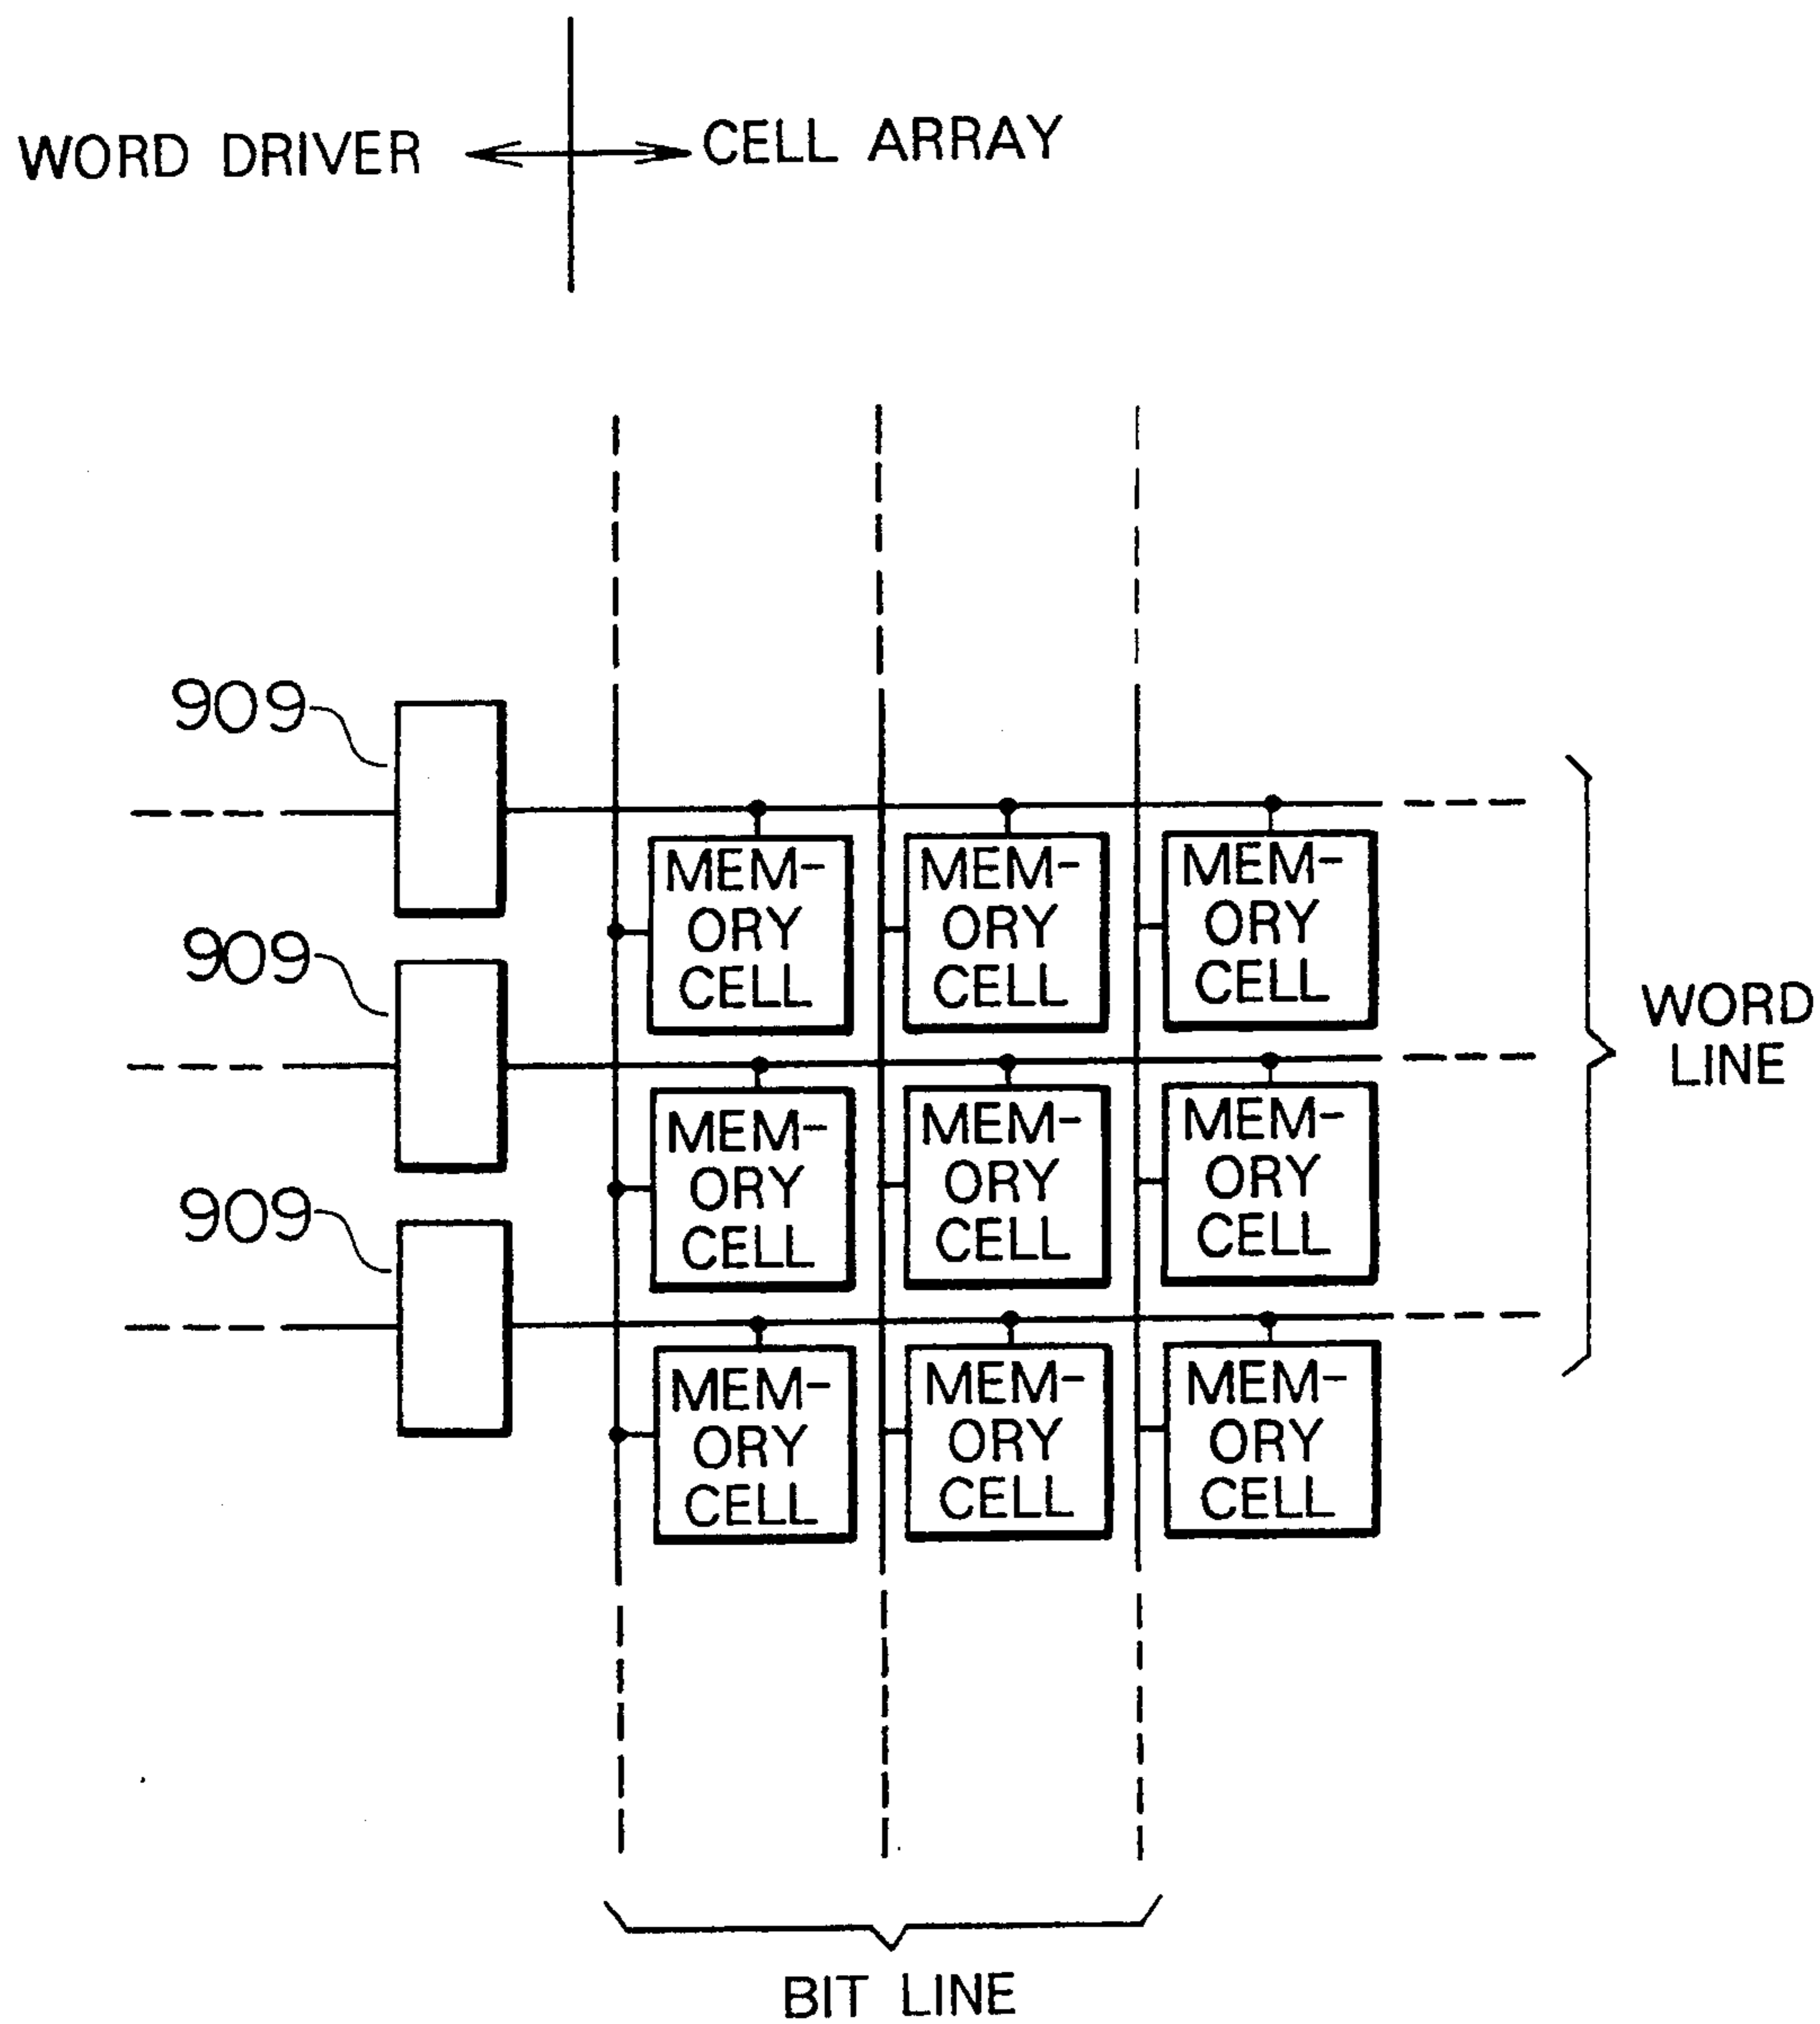 WORD DRIVER
CELL ARRAY
909
MEM-
ORY
CELL
MEM-
ORY
CELL
MEM-
ORY
CELL
909
WORD
LINE
MEM-
ORY
CELL
MEM-
ORY
CELL
MEM-
ORY
CELL
909
MEM-
ORY
CELL
MEM-
ORY
CELL
MEM-
ORY
CELL
BIT LINE